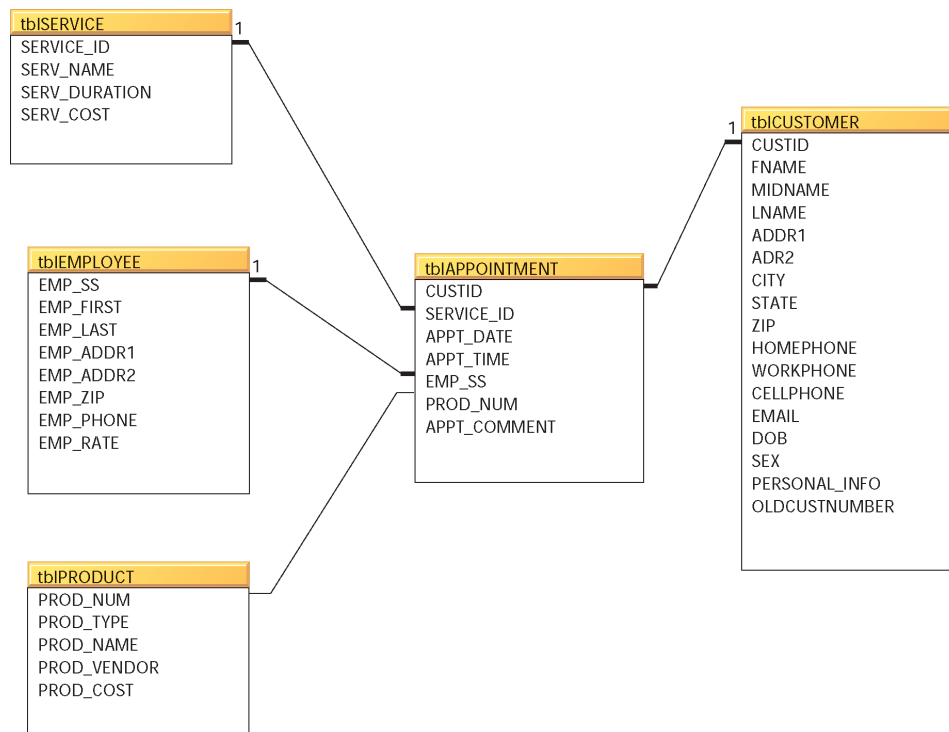 tblSERVICE
1
SERVICE_ID
SERV_NAME
SERV_DURATION
SERV_COST
tblEMPLOYEE
1
EMP_SS
EMP_FIRST
EMP_LAST
EMP_ADDR1
EMP_ADDR2
EMP_ZIP
EMP_PHONE
EMP_RATE
tblPRODUCT
PROD_NUM
PROD_TYPE
PROD_NAME
PROD_VENDOR
PROD_COST
tblAPPOINTMENT
CUSTID
SERVICE_ID
APPT_DATE
APPT_TIME
EMP_SS
PROD_NUM
APPT_COMMENT
1
tblCUSTOMER
CUSTID
FNAME
MIDNAME
LNAME
ADDR1
ADR2
CITY
STATE
ZIP
HOMEPHONE
WORKPHONE
CELLPHONE
EMAIL
DOB
SEX
PERSONAL_INFO
OLDCUSTNUMBER